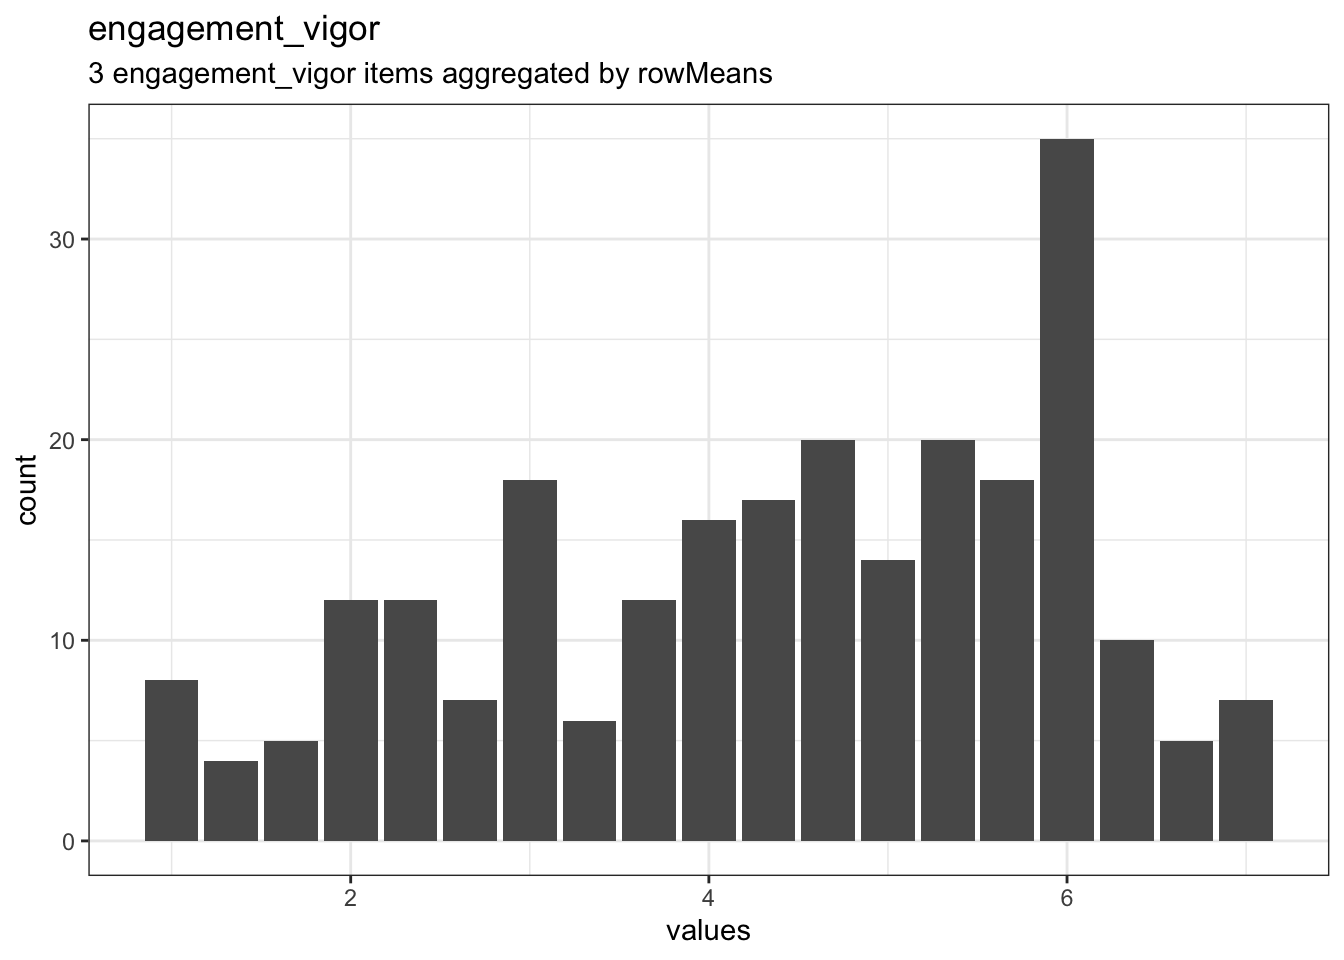 engagement_vigor
3 engagement_vigor items aggregated by rowMeans
count
30
20
10
0
2 4 6
values